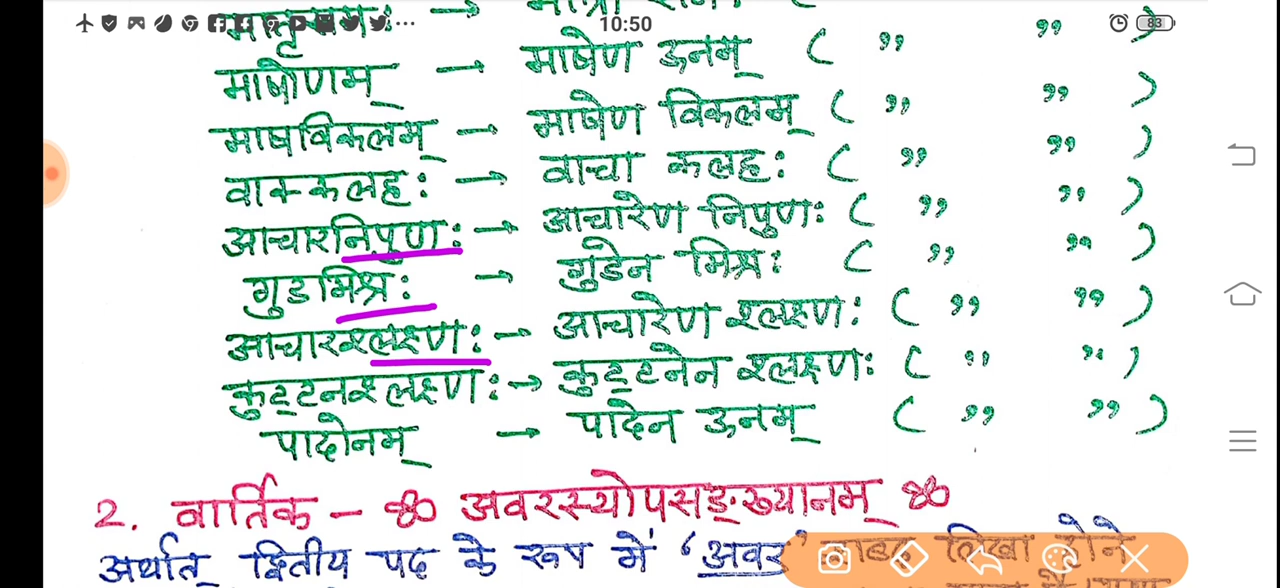 10:50 83
माषोणम् → माषेण ऊनम् ( ,, ,, )
माषविकलम् → माषेण विकलम् ( ,, ,, )
वाक्कलहः → वाचा कलहः ( ,, ,, )
आचारनिपुणः → आचारेण निपुणः ( ,, ,, )
गुडमिश्रः → गुडेन मिश्रः ( ,, ,, )
आचारश्लक्ष्णः → आचारेण श्लक्ष्णः ( ,, ,, )
कुट्टनश्लक्ष्णः → कुट्टनेन श्लक्ष्णः ( ,, ,, )
पादोनम् → पादेन ऊनम् ( ,, ,, )
2. वार्तिक - अवरस्योपसङ्ख्यानम्
अर्थात् द्वितीय पद के रूप में 'अवर'